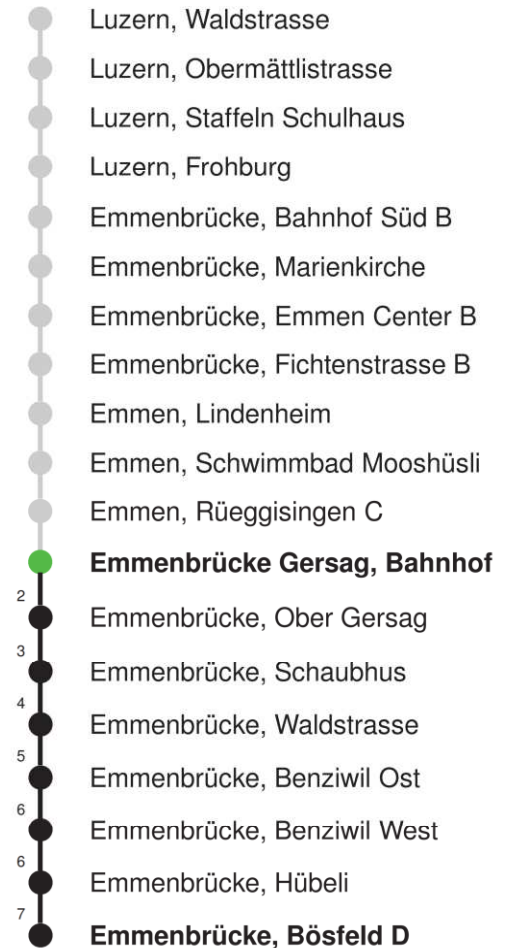 Luzern, Waldstrasse
Luzern, Obermättlistrasse
Luzern, Staffeln Schulhaus
Luzern, Frohburg
Emmenbrücke, Bahnhof Süd B
Emmenbrücke, Marienkirche
Emmenbrücke, Emmen Center B
Emmenbrücke, Fichtenstrasse B
Emmen, Lindenheim
Emmen, Schwimmbad Mooshüsli
Emmen, Rüeggisingen C
Emmenbrücke Gersag, Bahnhof
2 Emmenbrücke, Ober Gersag
3 Emmenbrücke, Schaubhus
4 Emmenbrücke, Waldstrasse
5 Emmenbrücke, Benziwil Ost
6 Emmenbrücke, Benziwil West
6 Emmenbrücke, Hübeli
7 Emmenbrücke, Bösfeld D